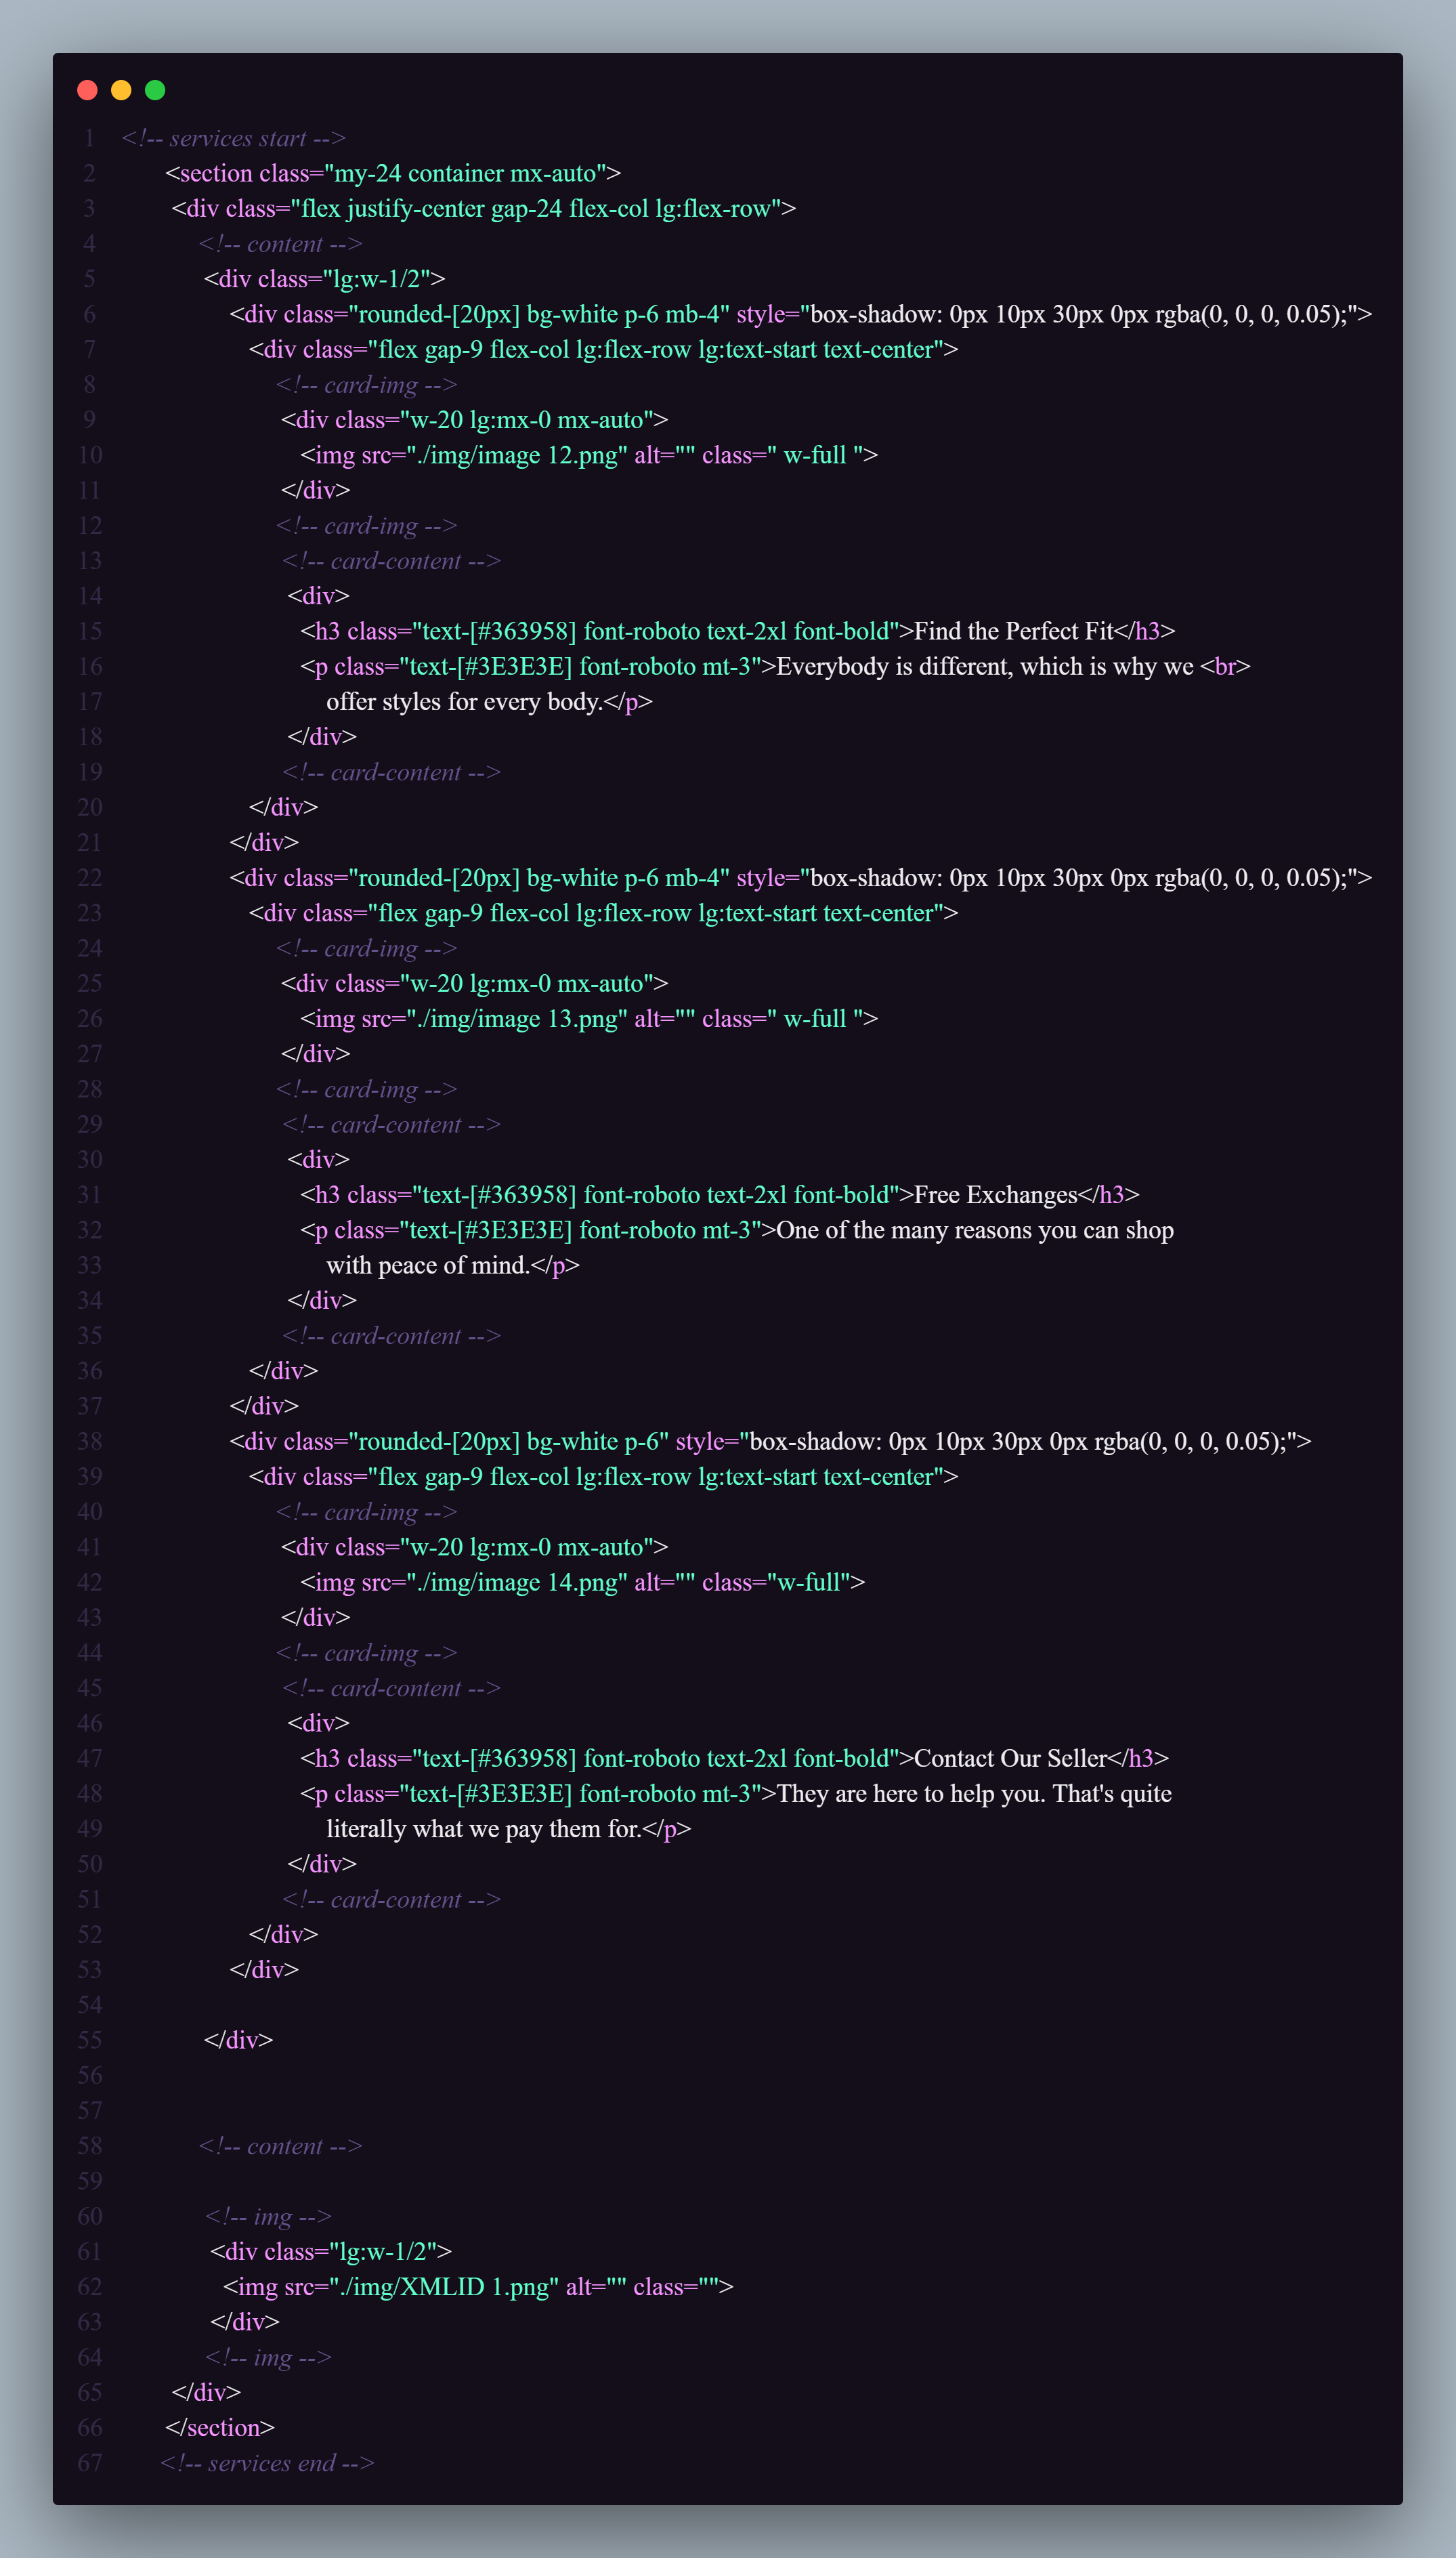 1 <!-- services start -->
2 <section class="my-24 container mx-auto">
3 <div class="flex justify-center gap-24 flex-col lg:flex-row">
4 <!-- content -->
5 <div class="lg:w-1/2">
6 <div class="rounded-[20px] bg-white p-6 mb-4" style="box-shadow: 0px 10px 30px 0px rgba(0, 0, 0, 0.05);">
7 <div class="flex gap-9 flex-col lg:flex-row lg:text-start text-center">
8 <!-- card-img -->
9 <div class="w-20 lg:mx-0 mx-auto">
10 <img src="./img/image 12.png" alt="" class=" w-full ">
11 </div>
12 <!-- card-img -->
13 <!-- card-content -->
14 <div>
15 <h3 class="text-[#363958] font-roboto text-2xl font-bold">Find the Perfect Fit</h3>
16 <p class="text-[#3E3E3E] font-roboto mt-3">Everybody is different, which is why we <br>
17 offer styles for every body.</p>
18 </div>
19 <!-- card-content -->
20 </div>
21 </div>
22 <div class="rounded-[20px] bg-white p-6 mb-4" style="box-shadow: 0px 10px 30px 0px rgba(0, 0, 0, 0.05);">
23 <div class="flex gap-9 flex-col lg:flex-row lg:text-start text-center">
24 <!-- card-img -->
25 <div class="w-20 lg:mx-0 mx-auto">
26 <img src="./img/image 13.png" alt="" class=" w-full ">
27 </div>
28 <!-- card-img -->
29 <!-- card-content -->
30 <div>
31 <h3 class="text-[#363958] font-roboto text-2xl font-bold">Free Exchanges</h3>
32 <p class="text-[#3E3E3E] font-roboto mt-3">One of the many reasons you can shop
33 with peace of mind.</p>
34 </div>
35 <!-- card-content -->
36 </div>
37 </div>
38 <div class="rounded-[20px] bg-white p-6" style="box-shadow: 0px 10px 30px 0px rgba(0, 0, 0, 0.05);">
39 <div class="flex gap-9 flex-col lg:flex-row lg:text-start text-center">
40 <!-- card-img -->
41 <div class="w-20 lg:mx-0 mx-auto">
42 <img src="./img/image 14.png" alt="" class="w-full">
43 </div>
44 <!-- card-img -->
45 <!-- card-content -->
46 <div>
47 <h3 class="text-[#363958] font-roboto text-2xl font-bold">Contact Our Seller</h3>
48 <p class="text-[#3E3E3E] font-roboto mt-3">They are here to help you. That's quite
49 literally what we pay them for.</p>
50 </div>
51 <!-- card-content -->
52 </div>
53 </div>
54
55 </div>
56
57
58 <!-- content -->
59
60 <!-- img -->
61 <div class="lg:w-1/2">
62 <img src="./img/XMLID 1.png" alt="" class="">
63 </div>
64 <!-- img -->
65 </div>
66 </section>
67 <!-- services end -->